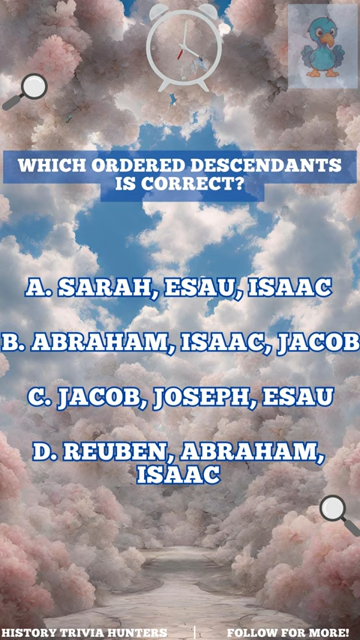 WHICH ORDERED DESCENDANTS
IS CORRECT?
A. SARAH, ESAU, ISAAC
B. ABRAHAM, ISAAC, JACOB
C. JACOB, JOSEPH, ESAU
D. REUBEN, ABRAHAM,
ISAAC
HISTORY TRIVIA HUNTERS | FOLLOW FOR MORE!